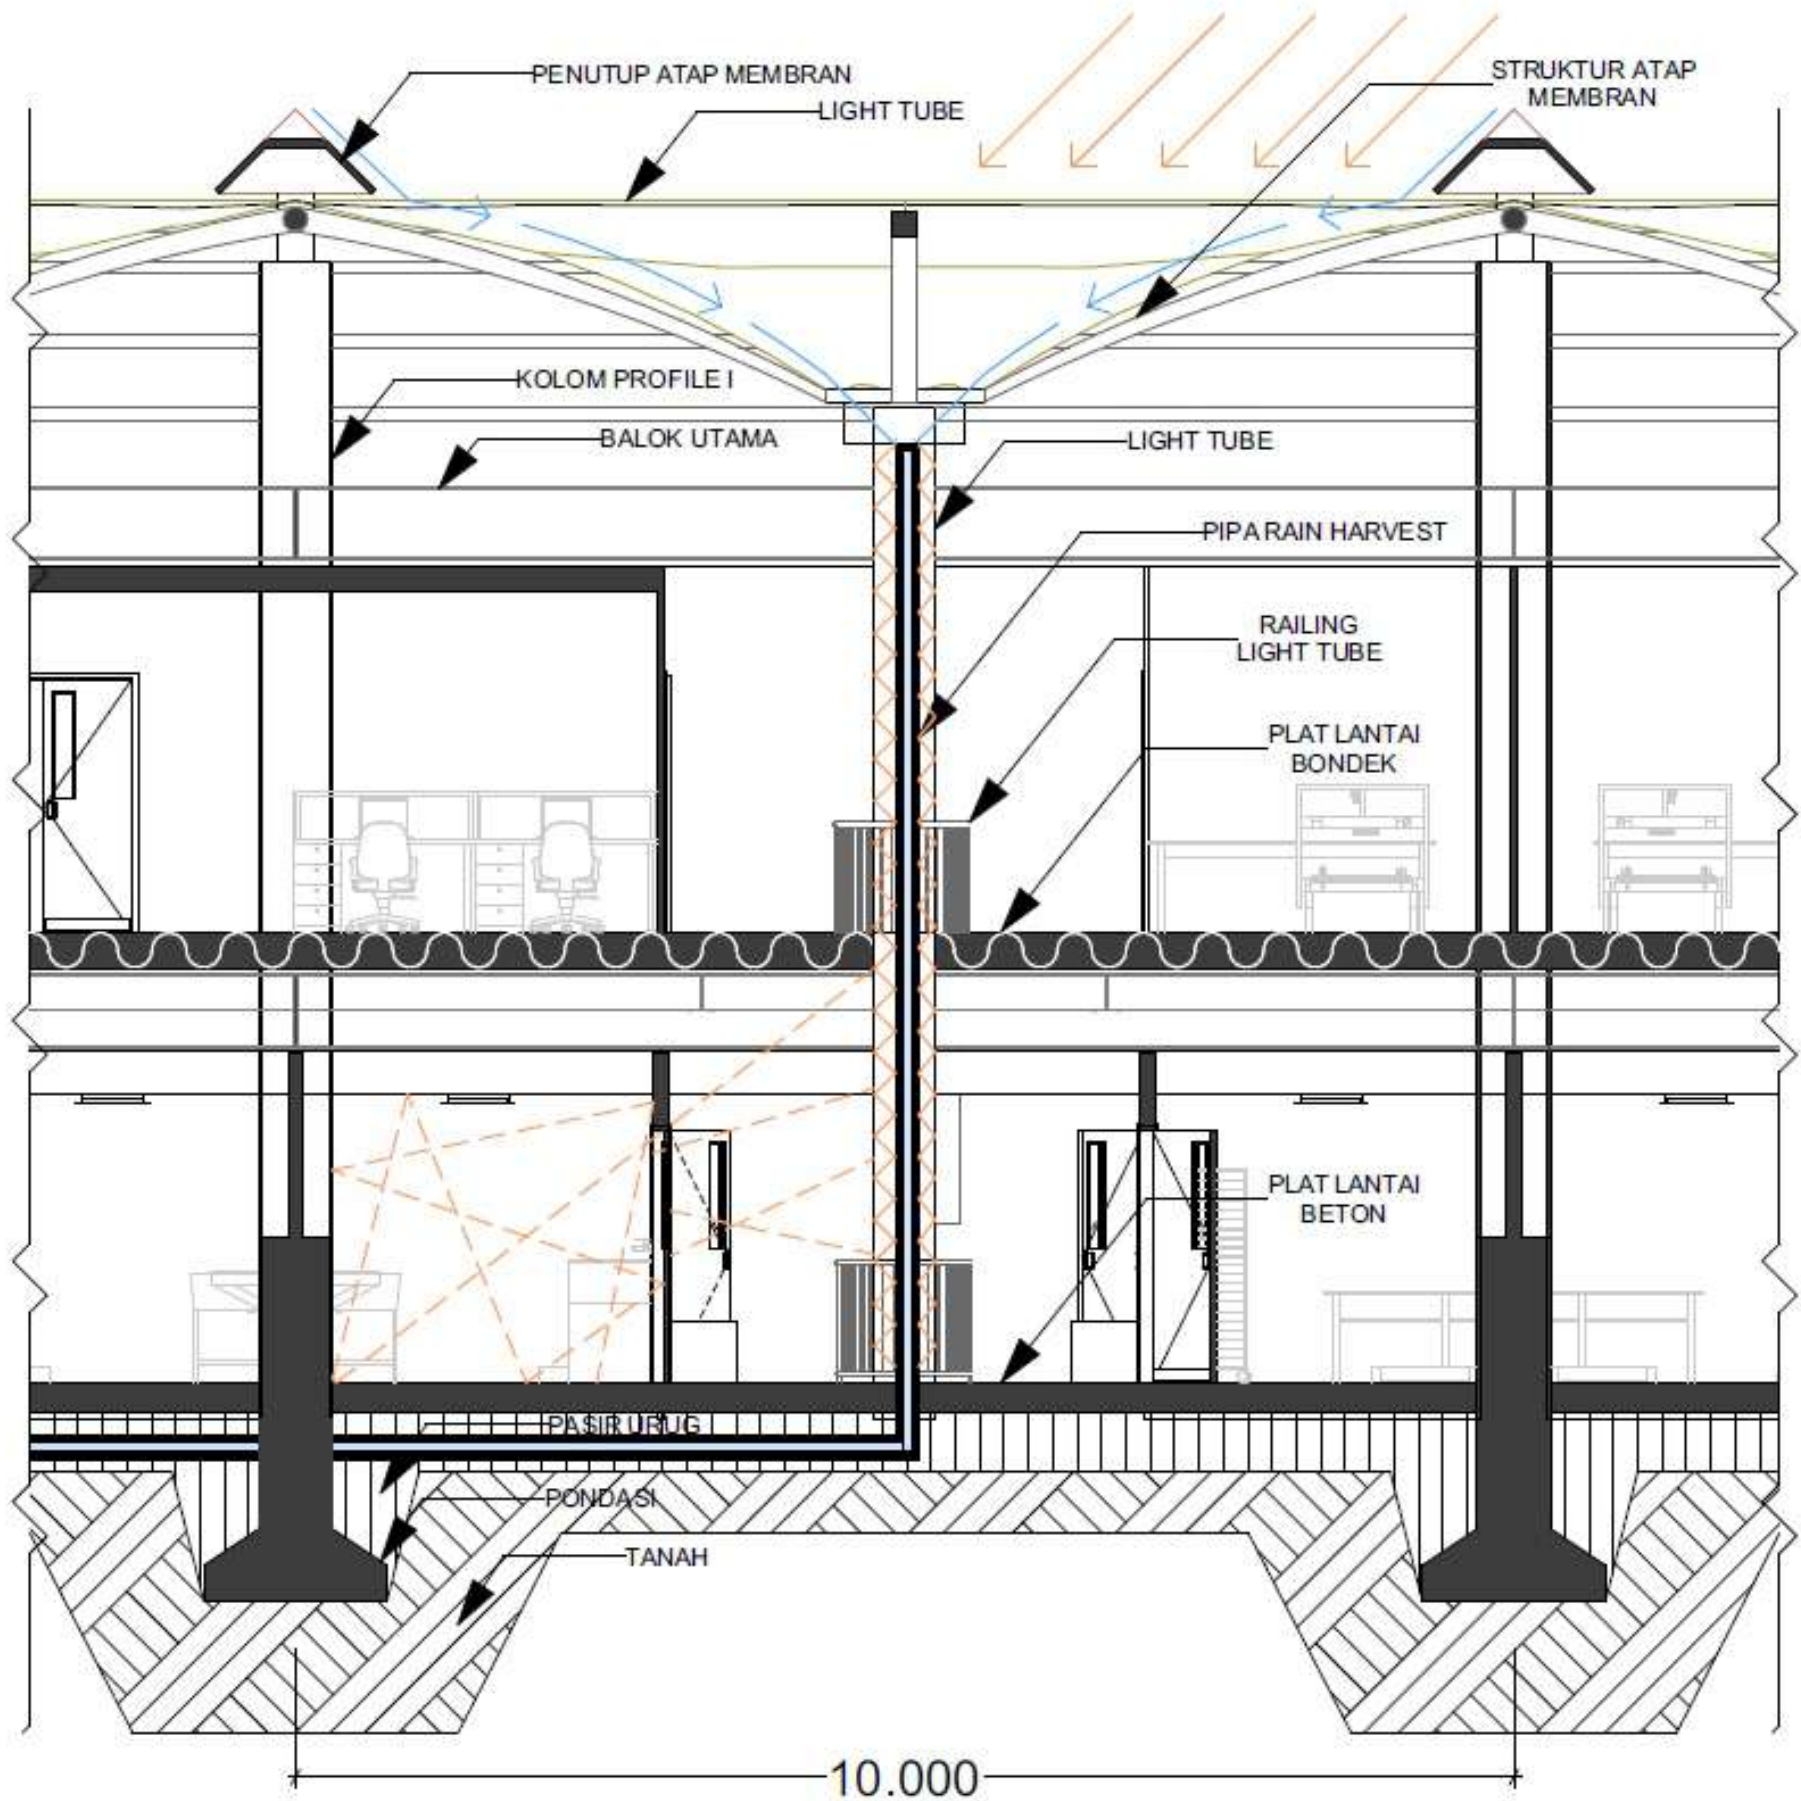 PENUTUP ATAP MEMBRAN
STRUKTUR ATAP
MEMBRAN
LIGHT TUBE
KOLOM PROFILE I
BALOK UTAMA
LIGHT TUBE
PIPA RAIN HARVEST
RAILING
LIGHT TUBE
PLAT LANTAI
BONDEK
PLAT LANTAI
BETON
PASIR URUG
PONDASI
TANAH
10.000